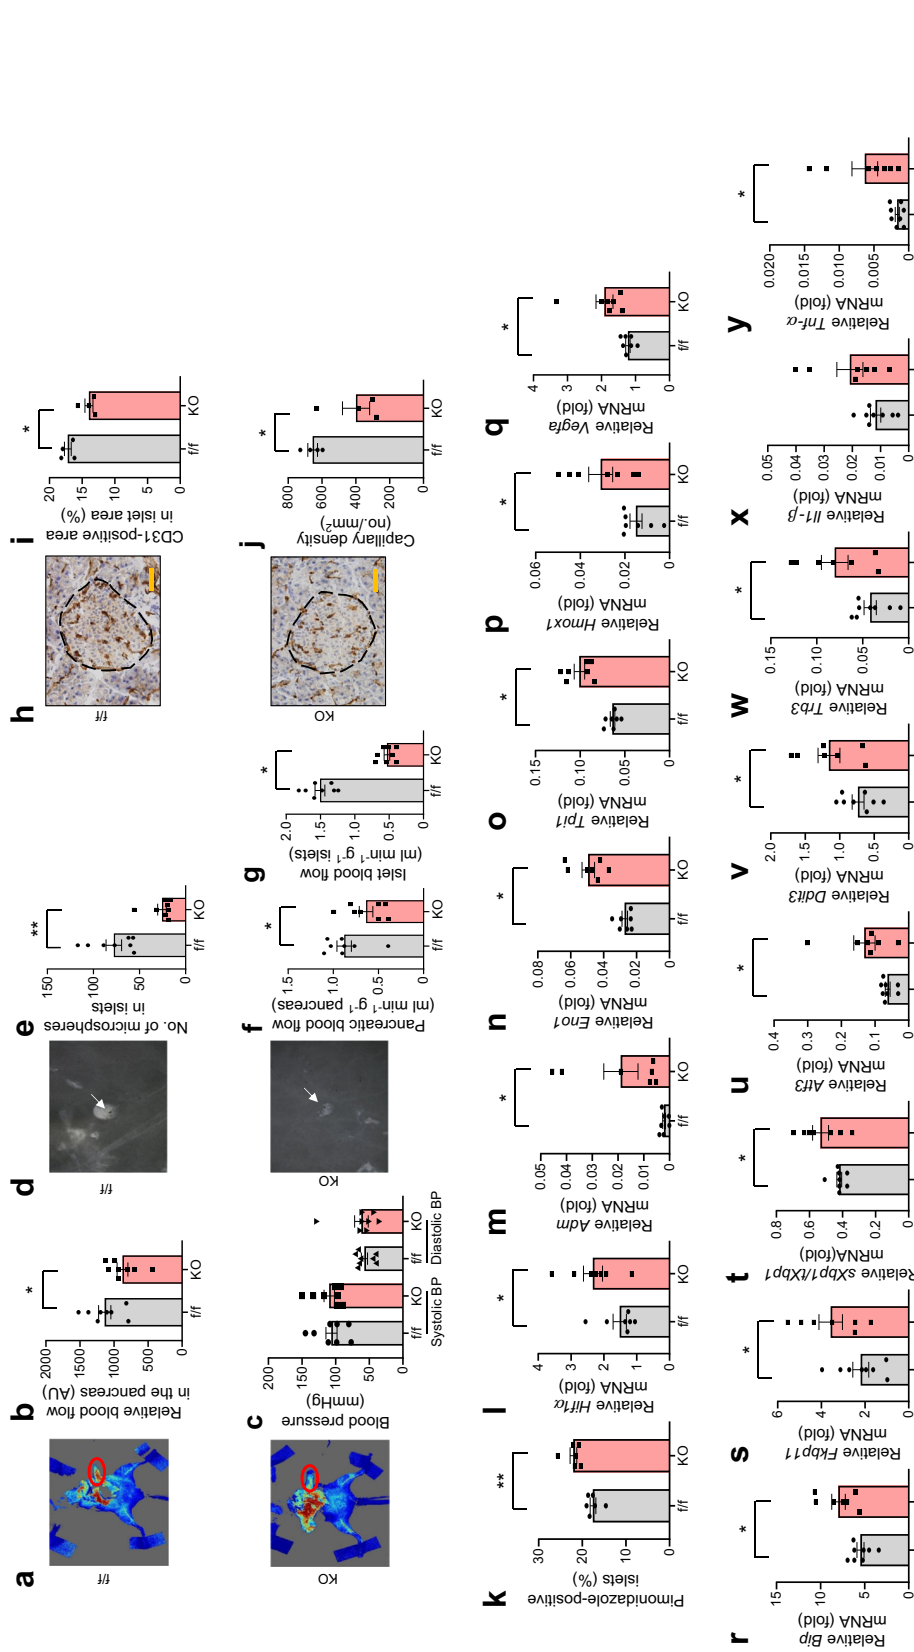 a
f/f
KO
b
Relative blood flow
in the pancreas (AU)
2000
1500
1000
500
0
*
f/f
KO
c
Blood pressure
(mmHg)
200
150
100
50
0
f/f
KO
f/f
KO
Systolic BP
Diastolic BP
d
f/f
KO
e
No. of microspheres
in islets
150
100
50
0
**
f/f
KO
f
Pancreatic blood flow
(ml min⁻¹g⁻¹ pancreas)
1.5
1.0
0.5
0
*
f/f
KO
g
Islet blood flow
(ml min⁻¹g⁻¹ islets)
2.0
1.5
1.0
0.5
0
*
f/f
KO
h
f/f
KO
i
CD31-positive area
in islet area (%)
20
15
10
5
0
*
f/f
KO
j
Capillary density
(no./mm²)
800
600
400
200
0
*
f/f
KO
k
Pimonidazole-positive
islets (%)
30
20
10
0
**
f/f
KO
l
Relative Hif1α
mRNA (fold)
4
3
2
1
0
*
f/f
KO
m
Relative Adm
mRNA (fold)
0.05
0.04
0.03
0.02
0.01
0
*
f/f
KO
n
Relative Eno1
mRNA (fold)
0.08
0.06
0.04
0.02
0
*
f/f
KO
o
Relative Tpi1
mRNA (fold)
0.15
0.10
0.05
0
*
f/f
KO
p
Relative Hmox1
mRNA (fold)
0.06
0.04
0.02
0
*
f/f
KO
q
Relative Vegfa
mRNA (fold)
4
3
2
1
0
*
f/f
KO
r
Relative Bip
mRNA (fold)
15
10
5
0
*
s
Relative Fkbp11
mRNA (fold)
6
4
2
0
*
t
Relative sXbp1/tXbp1
mRNA(fold)
0.8
0.6
0.4
0.2
0
*
u
Relative Atf3
mRNA (fold)
0.4
0.3
0.2
0.1
0
*
v
Relative Ddit3
mRNA (fold)
2.0
1.5
1.0
0.5
0
*
w
Relative Trb3
mRNA (fold)
0.15
0.10
0.05
0
*
x
Relative Il1-β
mRNA (fold)
0.05
0.04
0.03
0.02
0.01
0
y
Relative Tnf-α
mRNA (fold)
0.020
0.015
0.010
0.005
0
*